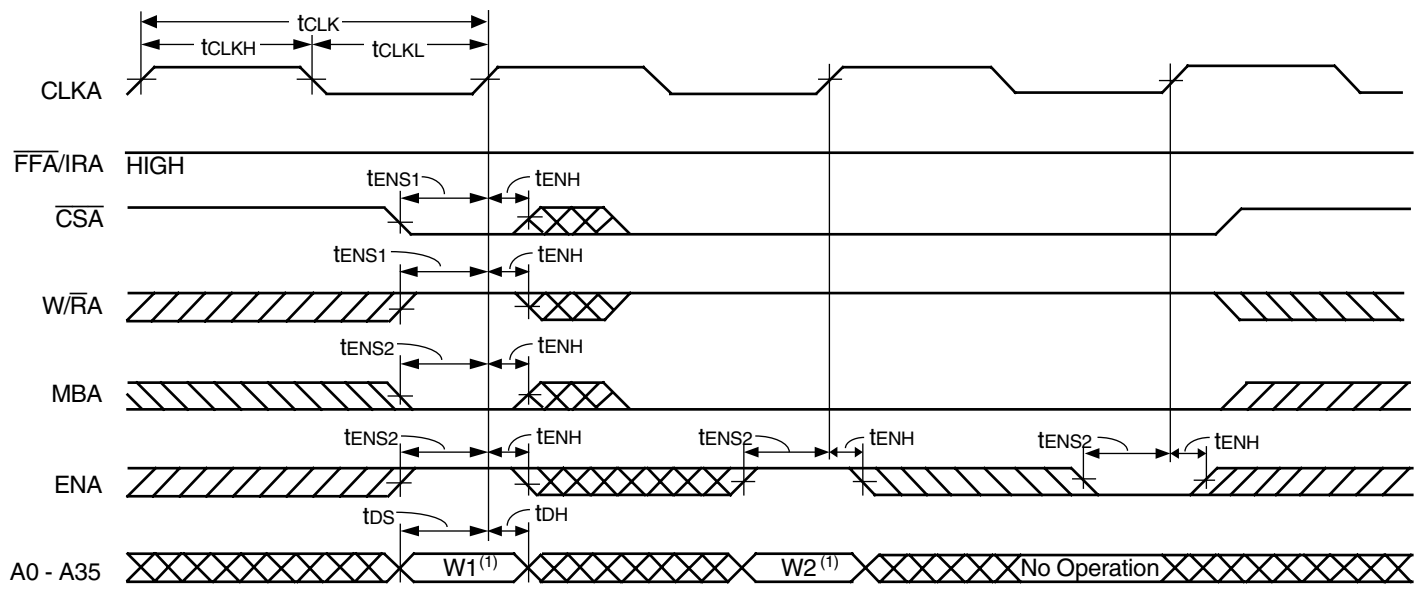 tCLK
tCLKH tCLKL
CLKA
FFA/IRA HIGH
tENS1 tENH
CSA
tENS1 tENH
W/RA
tENS2 tENH
MBA
tENS2 tENH tENS2 tENH tENS2 tENH
ENA
tDS tDH
A0 - A35 W1(1) W2(1) No Operation